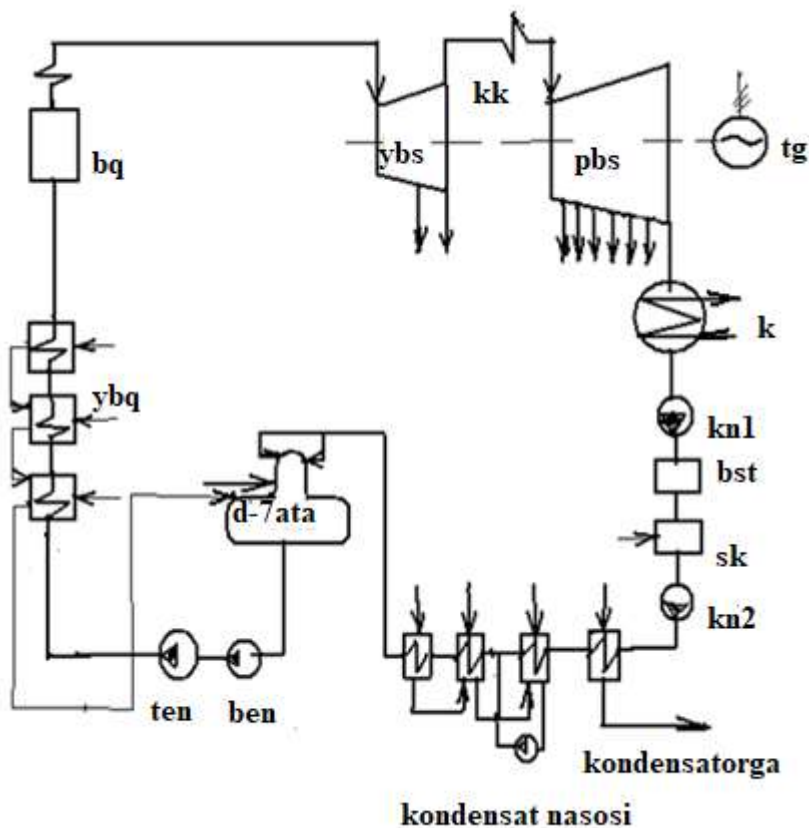 kk
bq
ybs
pbs
tg
k
ybq
kn1
bst
d-7ata
sk
kn2
ten
ben
kondensatorga
kondensat nasosi